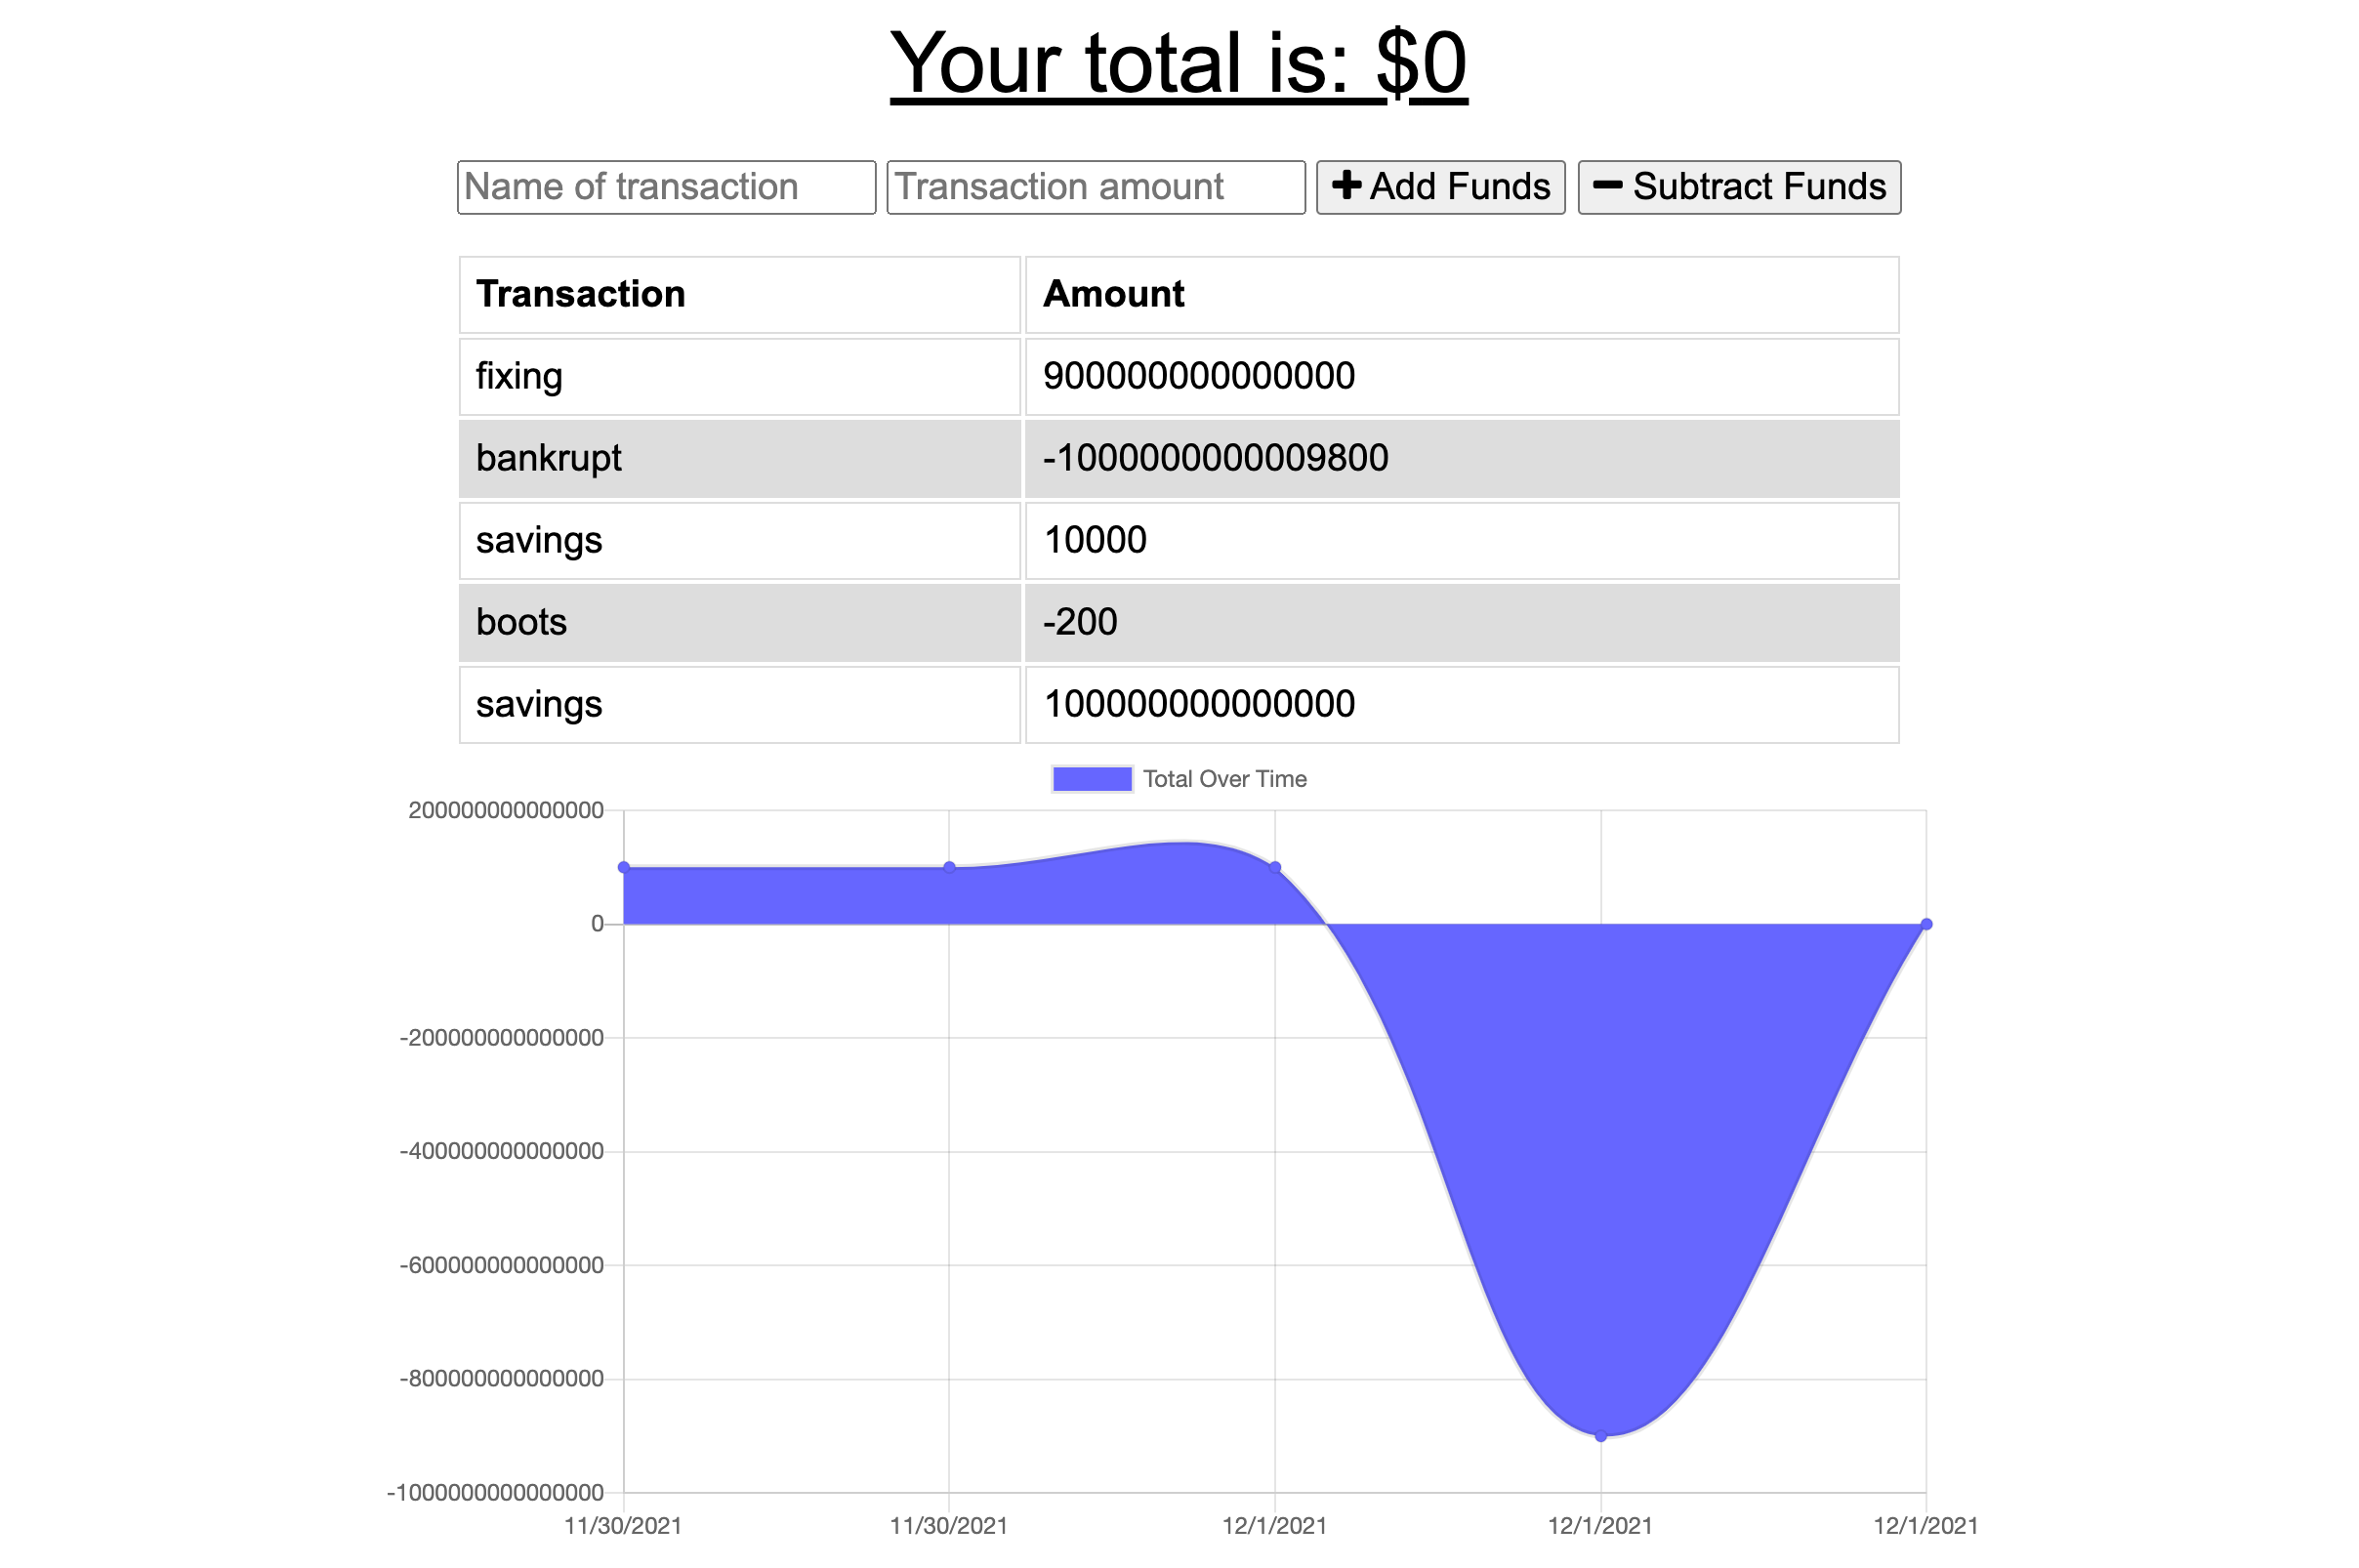 Your total is: $0
Name of transaction Transaction amount + Add Funds − Subtract Funds
Transaction Amount
fixing 900000000000000
bankrupt -1000000000009800
savings 10000
boots -200
savings 100000000000000
Total Over Time
200000000000000
0
-200000000000000
-400000000000000
-600000000000000
-800000000000000
-1000000000000000
11/30/2021 11/30/2021 12/1/2021 12/1/2021 12/1/2021